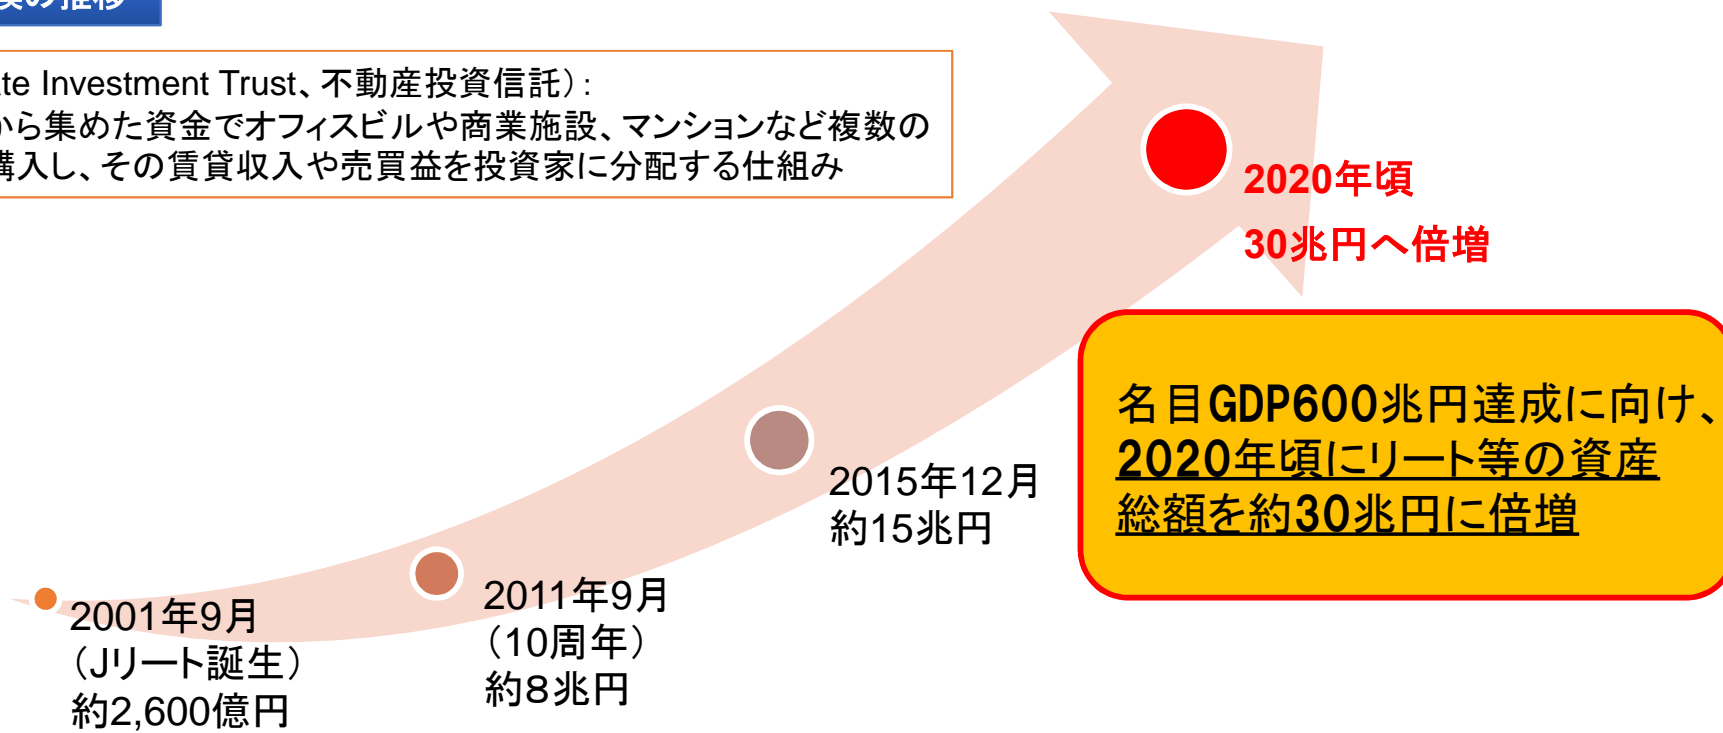 の推移
te Investment Trust、不動産投資信託）：
から集めた資金でオフィスビルや商業施設、マンションなど複数の
購入し、その賃貸収入や売買益を投資家に分配する仕組み
2020年頃
30兆円へ倍増
名目GDP600兆円達成に向け、
2020年頃にリート等の資産
総額を約30兆円に倍増
2015年12月
約15兆円
2011年9月
（10周年）
約８兆円
2001年9月
（Jリート誕生）
約2,600億円